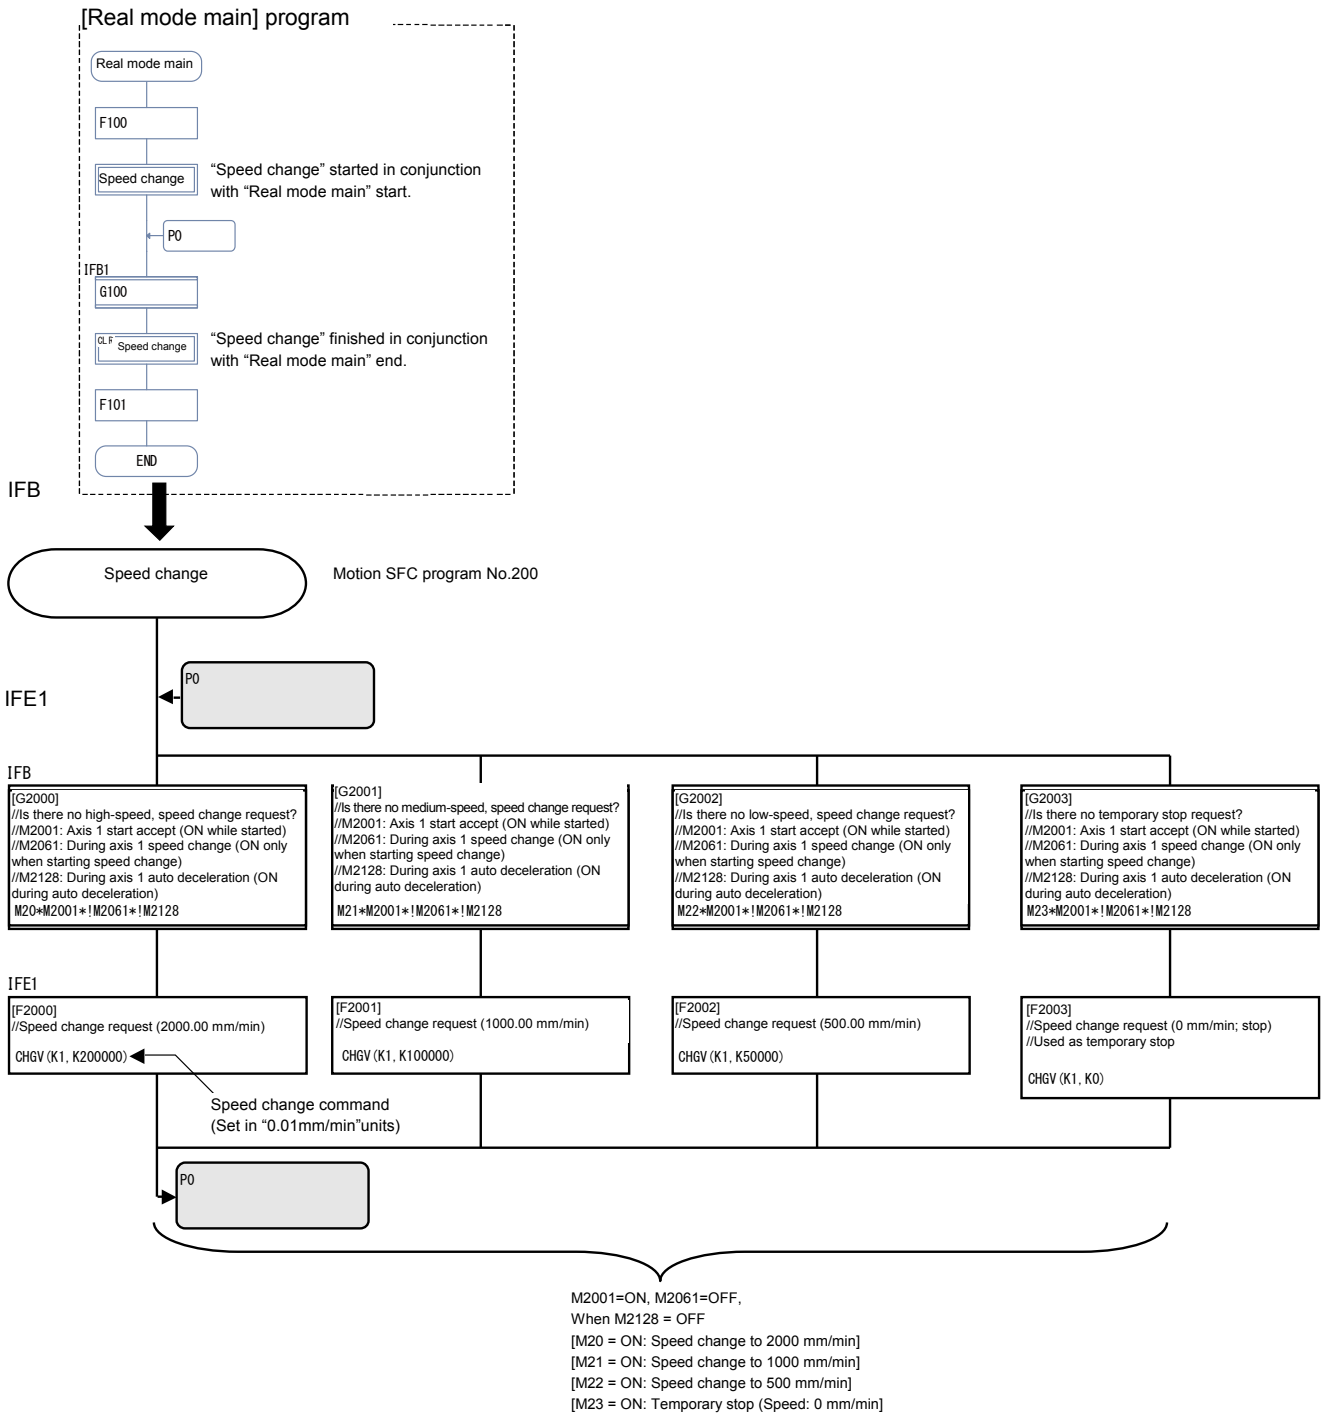 [Real mode main] program
Real mode main
F100
Speed change
“Speed change” started in conjunction
with “Real mode main” start.
P0
IFB1
G100
CLR Speed change
“Speed change” finished in conjunction
with “Real mode main” end.
F101
END
IFB
Speed change
Motion SFC program No.200
P0
IFE1
IFB
[G2000]
//Is there no high-speed, speed change request?
//M2001: Axis 1 start accept (ON while started)
//M2061: During axis 1 speed change (ON only
when starting speed change)
//M2128: During axis 1 auto deceleration (ON
during auto deceleration)
M20*M2001*!M2061*!M2128
[G2001]
//Is there no medium-speed, speed change request?
//M2001: Axis 1 start accept (ON while started)
//M2061: During axis 1 speed change (ON only
when starting speed change)
//M2128: During axis 1 auto deceleration (ON
during auto deceleration)
M21*M2001*!M2061*!M2128
[G2002]
//Is there no low-speed, speed change request?
//M2001: Axis 1 start accept (ON while started)
//M2061: During axis 1 speed change (ON only
when starting speed change)
//M2128: During axis 1 auto deceleration (ON
during auto deceleration)
M22*M2001*!M2061*!M2128
[G2003]
//Is there no temporary stop request?
//M2001: Axis 1 start accept (ON while started)
//M2061: During axis 1 speed change (ON only
when starting speed change)
//M2128: During axis 1 auto deceleration (ON
during auto deceleration)
M23*M2001*!M2061*!M2128
IFE1
[F2000]
//Speed change request (2000.00 mm/min)
CHGV(K1,K200000)
[F2001]
//Speed change request (1000.00 mm/min)
CHGV(K1,K100000)
[F2002]
//Speed change request (500.00 mm/min)
CHGV(K1,K50000)
[F2003]
//Speed change request (0 mm/min; stop)
//Used as temporary stop
CHGV(K1,K0)
Speed change command
(Set in “0.01mm/min”units)
P0
M2001=ON, M2061=OFF,
When M2128 = OFF
[M20 = ON: Speed change to 2000 mm/min]
[M21 = ON: Speed change to 1000 mm/min]
[M22 = ON: Speed change to 500 mm/min]
[M23 = ON: Temporary stop (Speed: 0 mm/min]